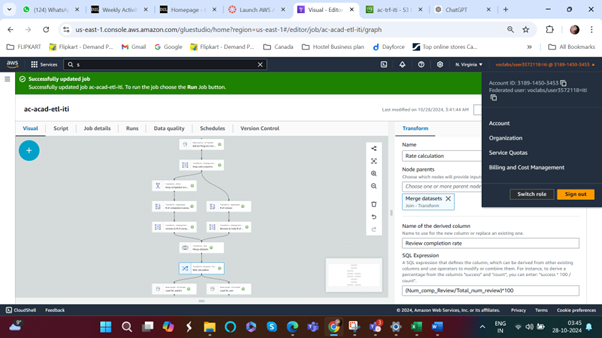 (124) WhatsApp
Weekly Activity
Homepage -
Launch AWS A
Visual - Editor
ac-trf-iti - S3
ChatGPT
us-east-1.console.aws.amazon.com/gluestudio/home?region=us-east-1#/editor/job/ac-acad-etl-iti/graph
FLIPKART
Flipkart - Demand P...
Gmail
Google
Flipkart - Demand P...
Canada
Hostel Business plan
Dayforce
Top online stores Ca...
All Bookmarks
aws
Services
s
N. Virginia
voclabs/user3572118=iti @ 3189-1450-3453
Successfully updated job
Successfully updated job ac-acad-etl-iti. To run the job choose the Run Job button.
Account ID: 3189-1450-3453
Federated user: voclabs/user3572118=iti
Account
Organization
Service Quotas
Billing and Cost Management
Switch role
Sign out
ac-acad-etl-iti
Last modified on 10/28/2024, 3:41:44 AM
Visual
Script
Job details
Runs
Data quality
Schedules
Version Control
Transform
Name
Rate calculation
Node parents
Choose which nodes will provide inputs
Choose one or more parent node
Merge datasets
Join - Transform
Name of the derived column
Name to use for the new column or replace an existing one
Review completion rate
SQL Expression
A SQL expression that defines the column, which can be derived from other existing
columns and use operators to modify or combine them. For instance, to derive a
percentage from the columns "success" and "count", you can enter: "success * 100 /
count".
(Num_comp_Review/Total_num_review)*100
CloudShell
Feedback
© 2024, Amazon Web Services, Inc. or its affiliates.
Privacy
Terms
Cookie preferences
ENG
IN
03:45
28-10-2024